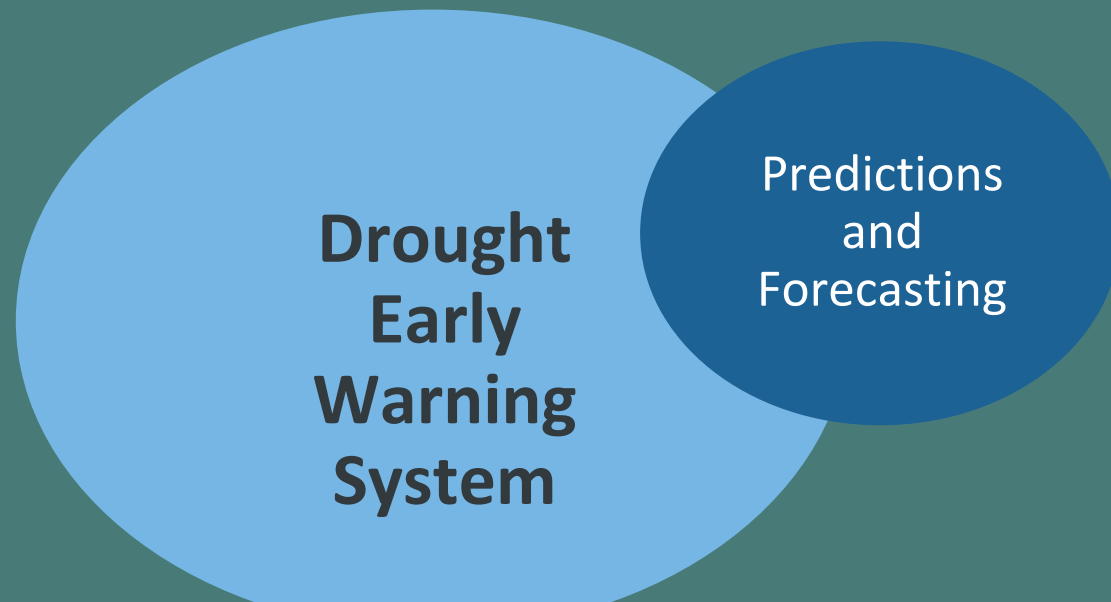 Drought
Early
Warning
System
Predictions
and
Forecasting